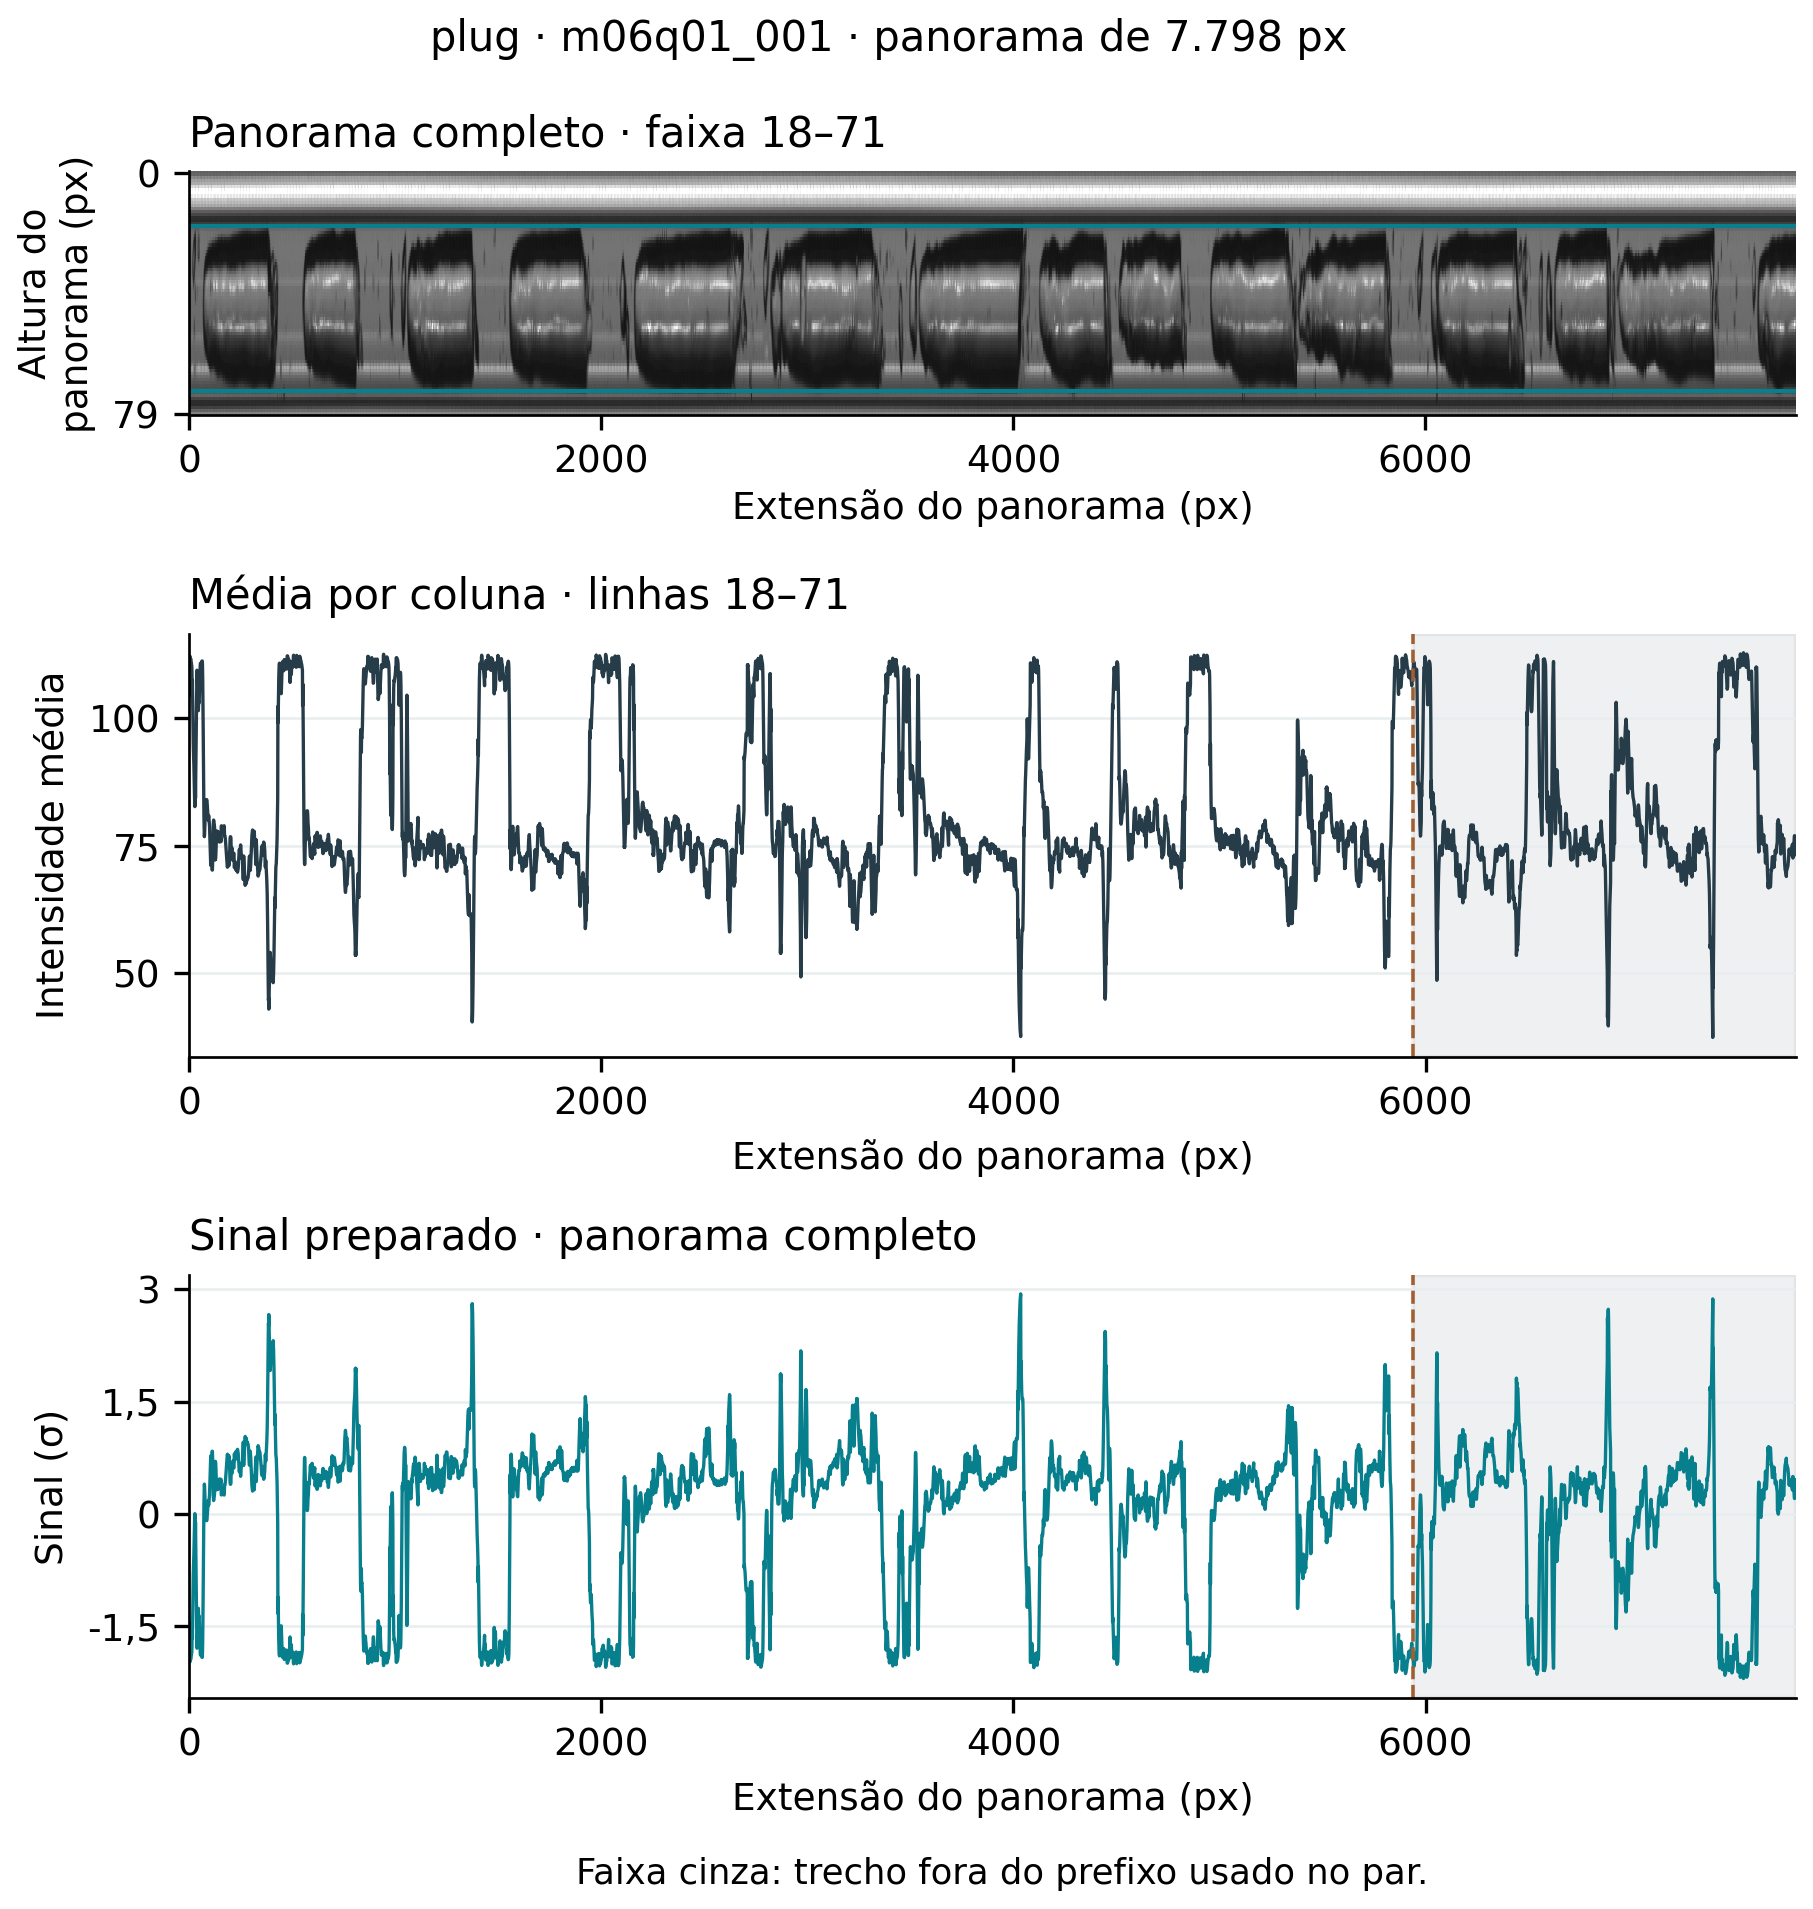 plug · m06q01_001 · panorama de 7.798 px
Panorama completo · faixa 18–71
Altura do
panorama (px)
0
79
0
2000
4000
6000
Extensão do panorama (px)
Média por coluna · linhas 18–71
Intensidade média
100
75
50
0
2000
4000
6000
Extensão do panorama (px)
Sinal preparado · panorama completo
Sinal (σ)
3
1,5
0
-1,5
0
2000
4000
6000
Extensão do panorama (px)
Faixa cinza: trecho fora do prefixo usado no par.